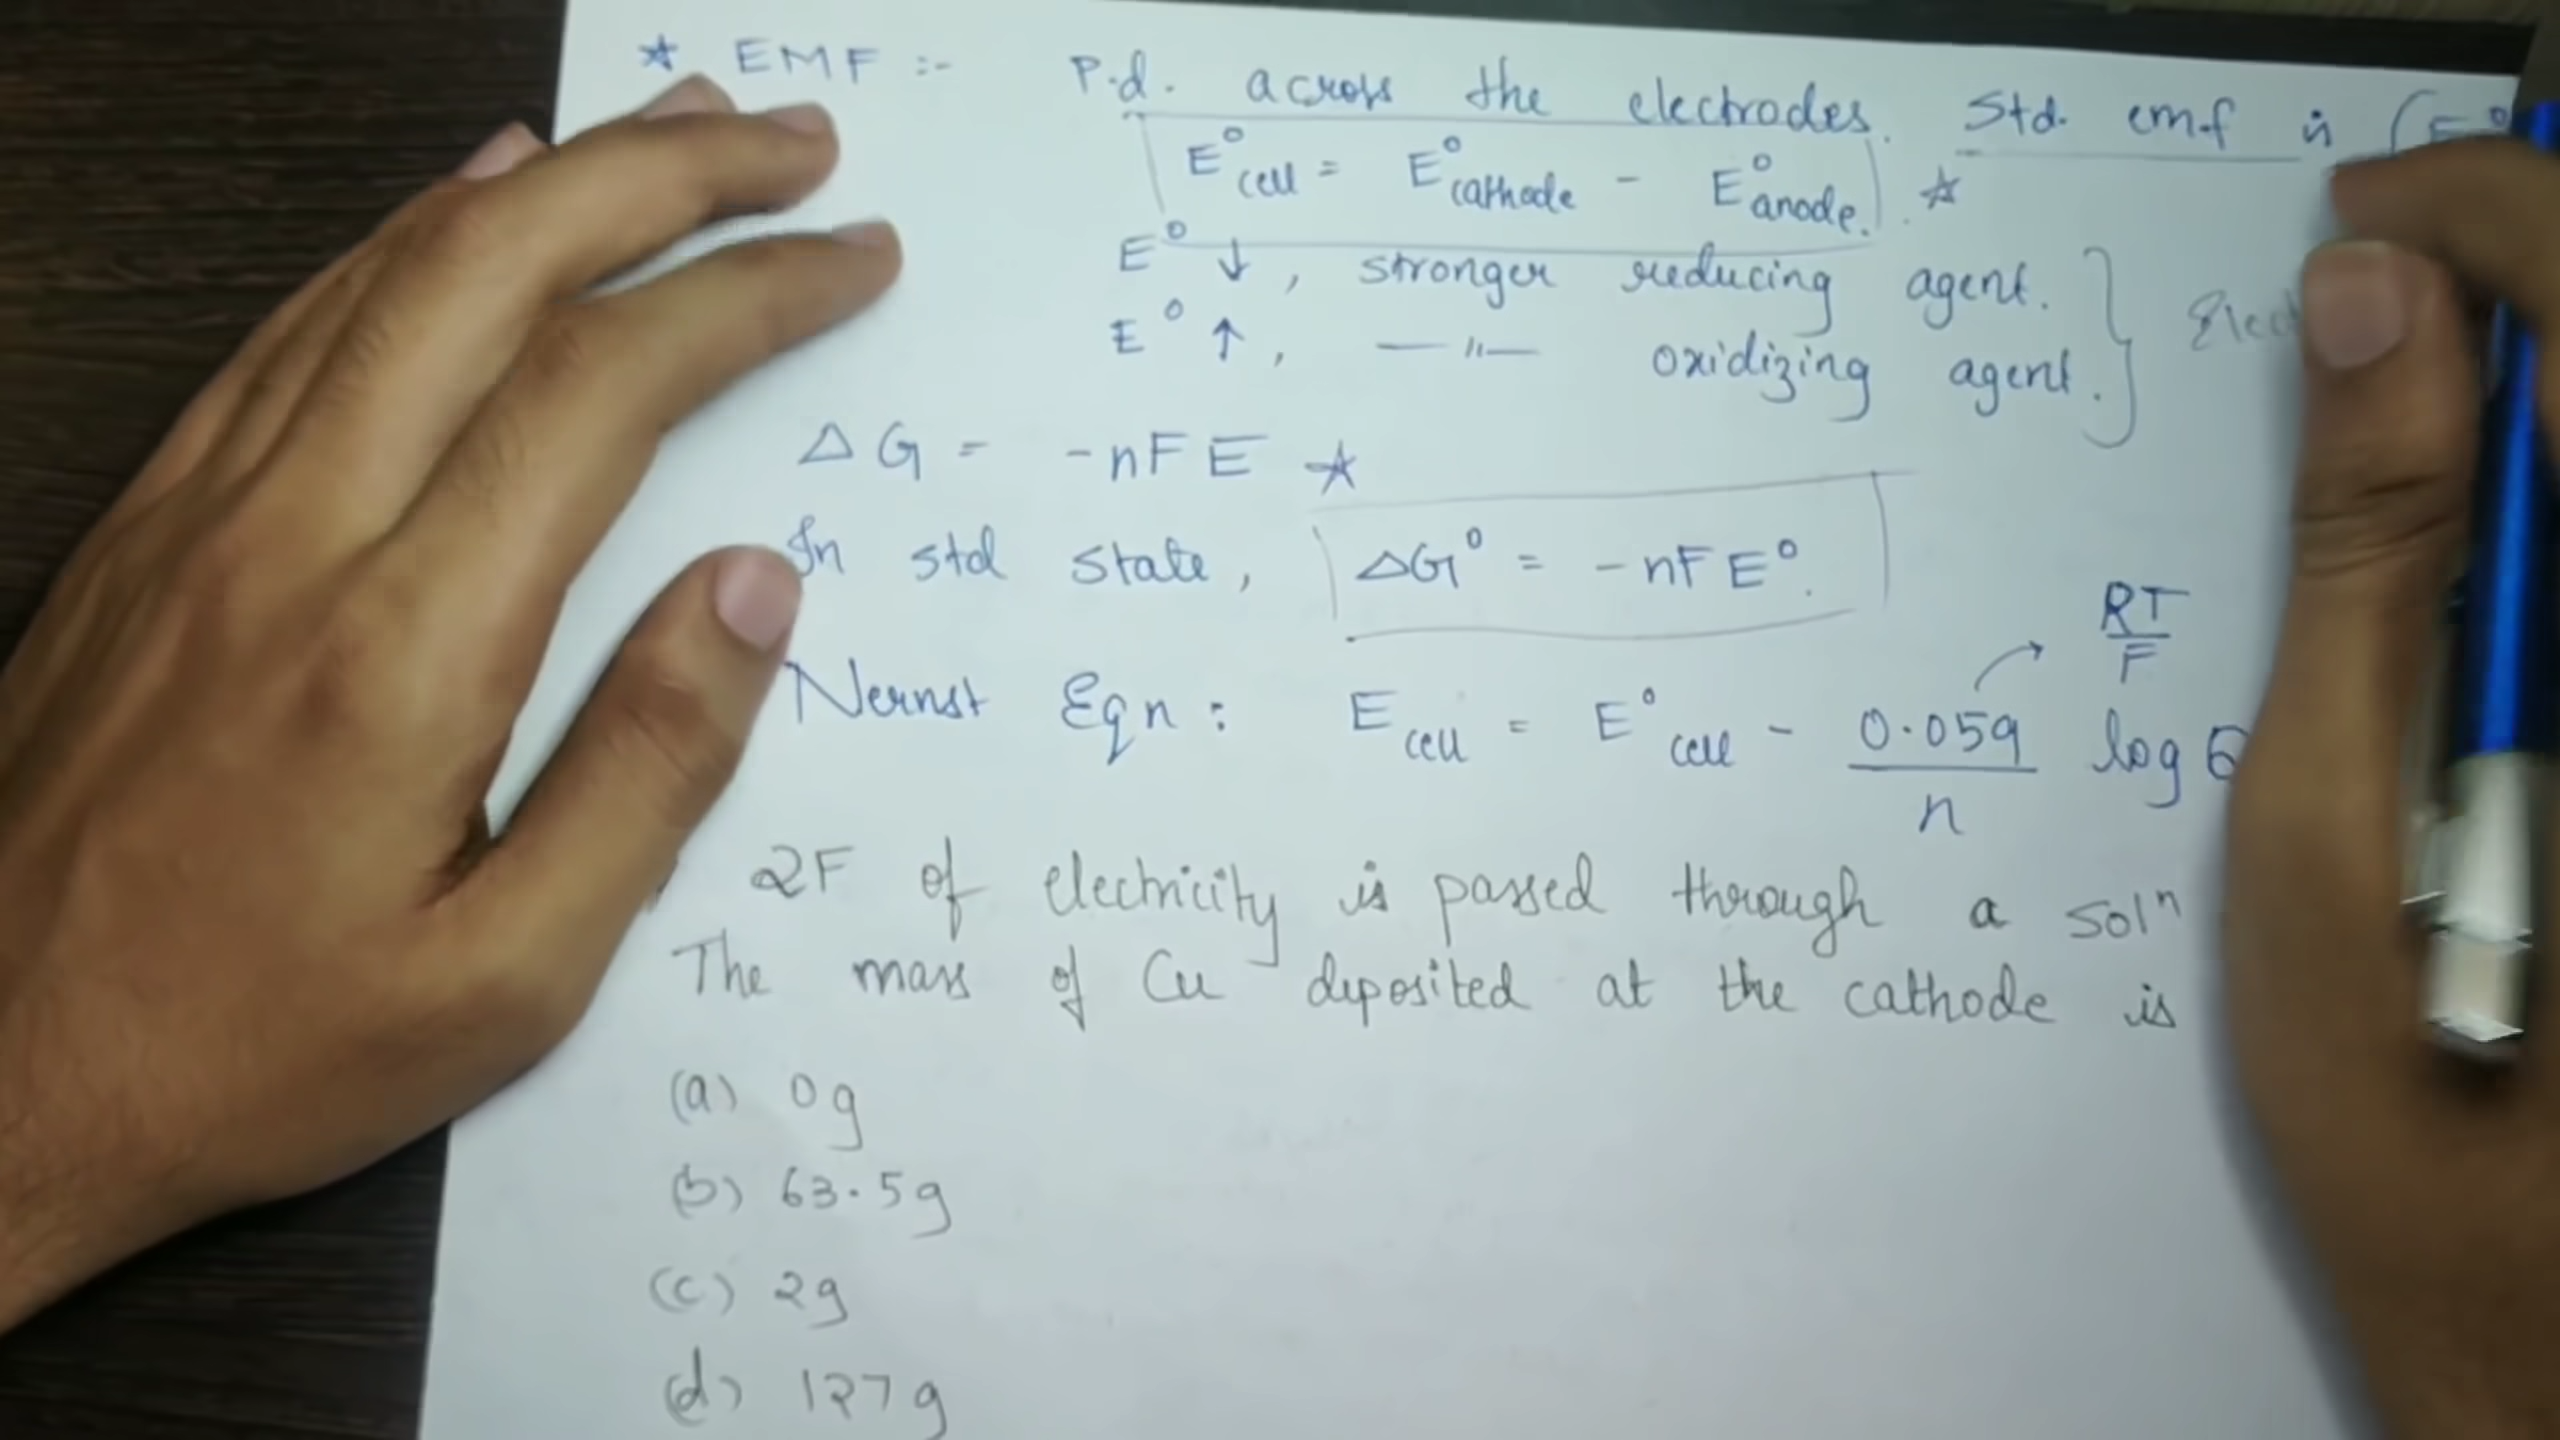 ★ EMF :- P.d. across the electrodes. Std. emf is (E°
E°cell = E°cathode - E°anode. ★
E° ↓, stronger reducing agent.
E° ↑, —"— oxidizing agent.
ΔG = -nFE ★
In std state, ΔG° = -nFE°.
RT/F
Nernst Eqn: Ecell = E°cell - 0.059/n log
2F of electricity is passed through a solⁿ
The mass of Cu deposited at the cathode is
(a) 0g
(b) 63.5g
(c) 2g
(d) 127g